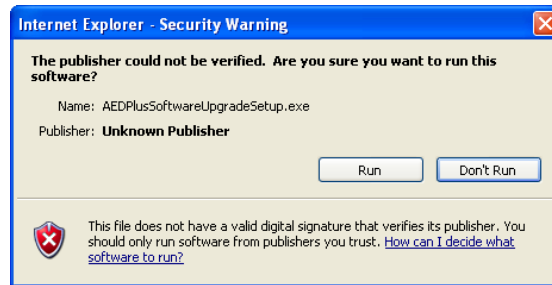 Internet Explorer - Security Warning
The publisher could not be verified. Are you sure you want to run this
software?
Name: AEDPlusSoftwareUpgradeSetup.exe
Publisher: Unknown Publisher
Run Don't Run
This file does not have a valid digital signature that verifies its publisher. You
should only run software from publishers you trust. How can I decide what
software to run?